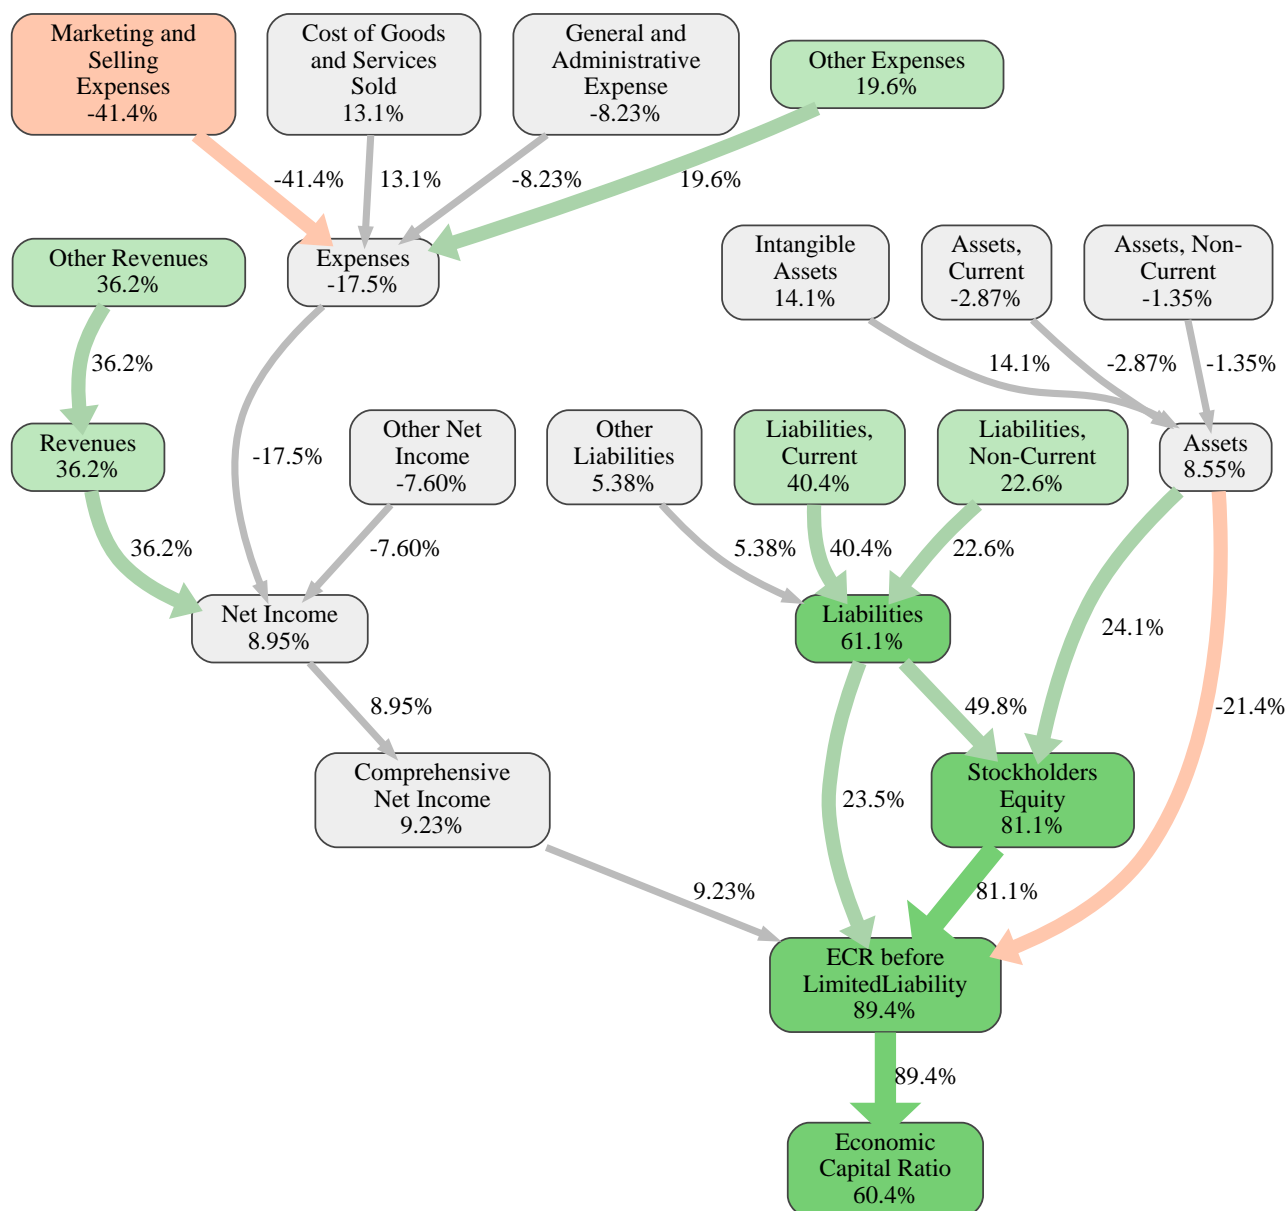 Marketing and
Selling
Expenses
-41.4%
Cost of Goods
and Services
Sold
13.1%
General and
Administrative
Expense
-8.23%
Other Expenses
19.6%
-41.4%
13.1%
-8.23%
19.6%
Other Revenues
36.2%
Expenses
-17.5%
Intangible
Assets
14.1%
Assets,
Current
-2.87%
Assets, Non-
Current
-1.35%
36.2%
14.1%
-2.87%
-1.35%
Revenues
36.2%
-17.5%
Other Net
Income
-7.60%
Other
Liabilities
5.38%
Liabilities,
Current
40.4%
Liabilities,
Non-Current
22.6%
Assets
8.55%
36.2%
-7.60%
5.38%
40.4%
22.6%
Net Income
8.95%
Liabilities
61.1%
24.1%
8.95%
49.8%
-21.4%
Comprehensive
Net Income
9.23%
23.5%
Stockholders
Equity
81.1%
9.23%
81.1%
ECR before
LimitedLiability
89.4%
89.4%
Economic
Capital Ratio
60.4%